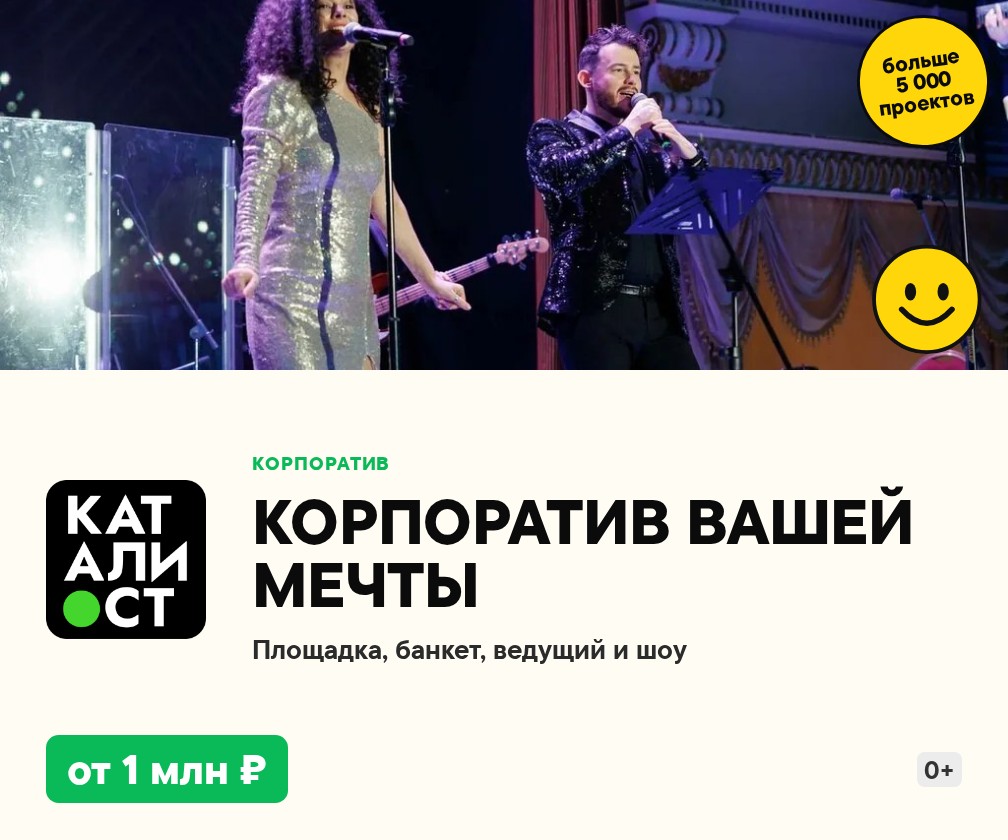 больше
5 000
проектов
КОРПОРАТИВ
КАТ
АЛИ
СТ
КОРПОРАТИВ ВАШЕЙ
МЕЧТЫ
Площадка, банкет, ведущий и шоу
от 1 млн ₽
0+